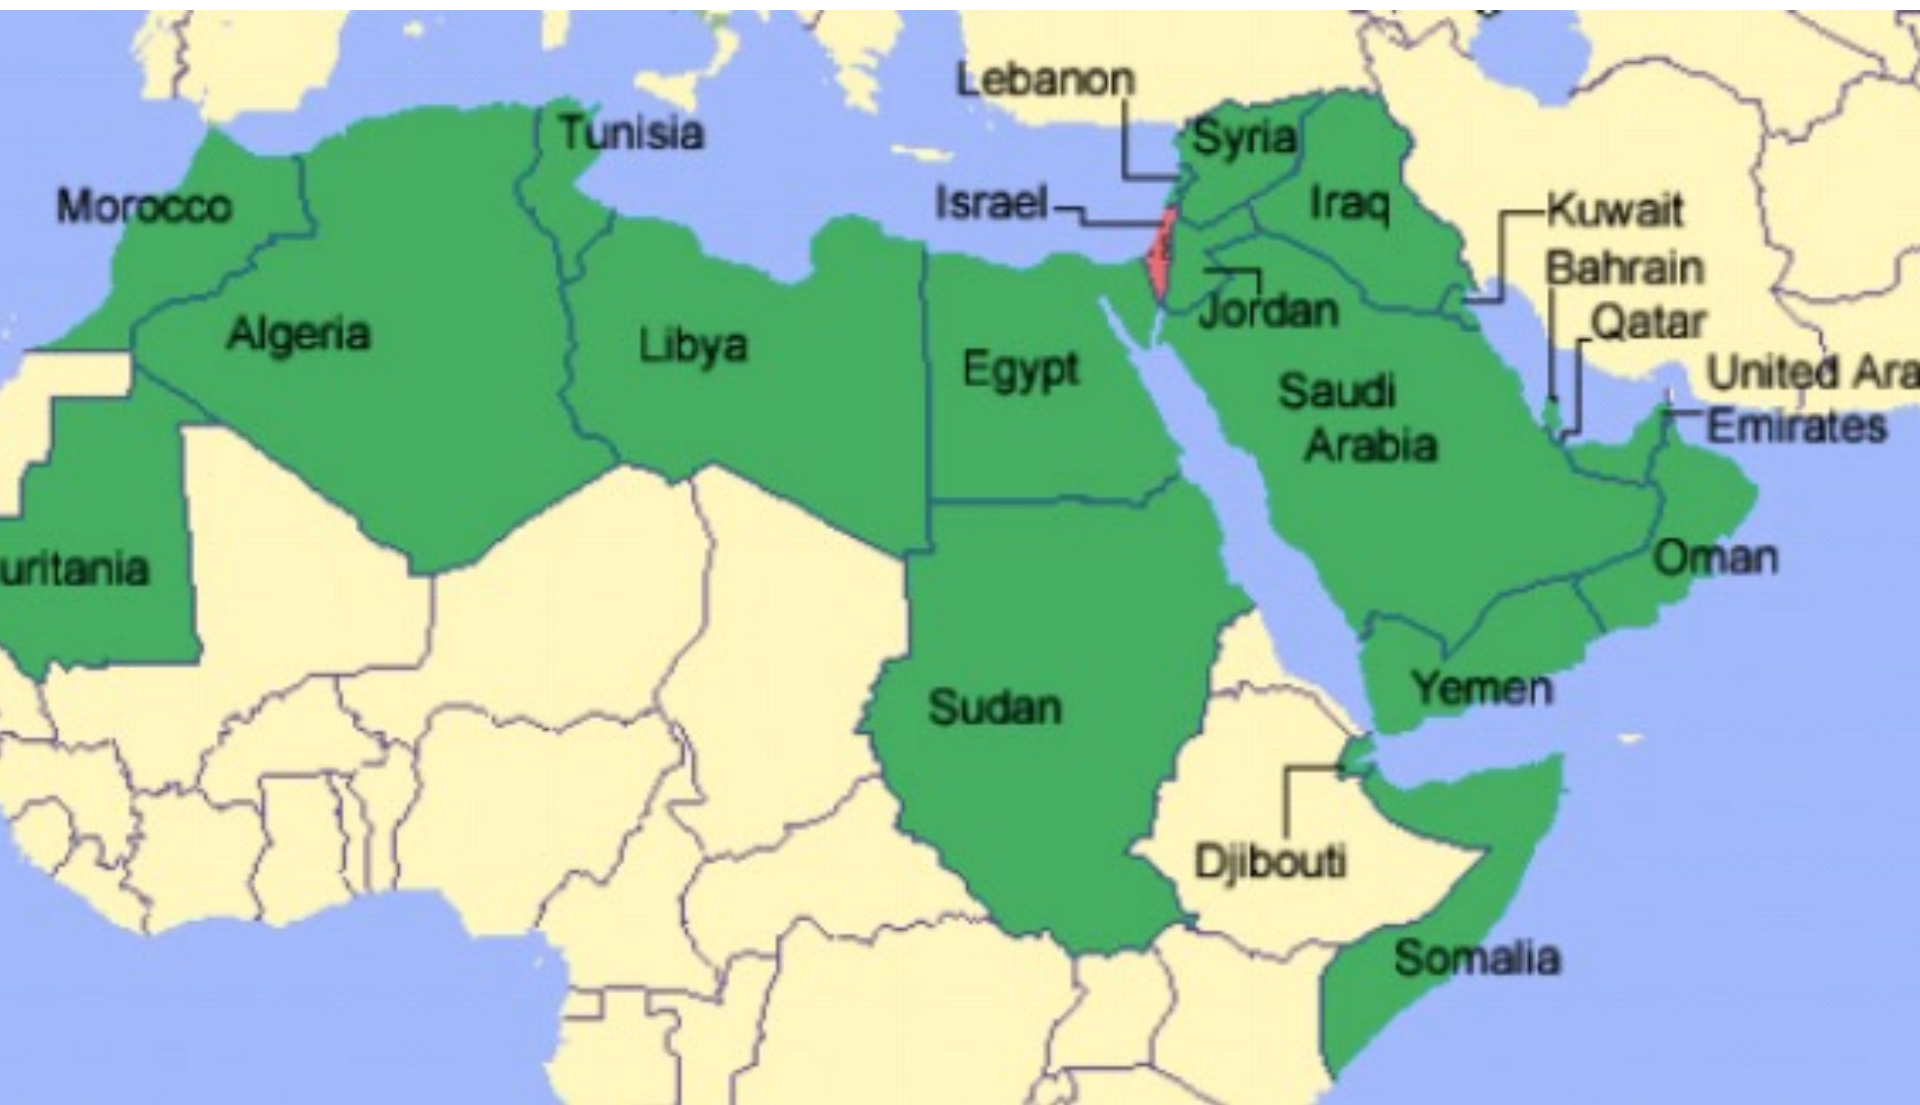 Lebanon
Tunisia
Syria
Morocco
Israel
Iraq
Kuwait
Bahrain
Qatar
Algeria
Libya
Jordan
Egypt
Saudi
Arabia
United Ara
Emirates
uritania
Oman
Sudan
Yemen
Djibouti
Somalia